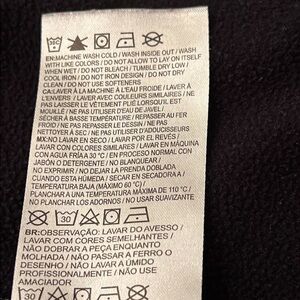 EN:MACHINE WASH COLD / WASH INSIDE OUT / WASH
WITH LIKE COLORS / DO NOT ALLOW TO LAY ON ITSELF
WHEN WET / DO NOT BLEACH / TUMBLE DRY LOW /
COOL IRON / DO NOT IRON DESIGN / DO NOT DRY
CLEAN / DO NOT USE SOFTENERS
CA:LAVER À LA MACHINE À L'EAU FROIDE / LAVER À
L'ENVERS / LAVER AVEC COULEURS SIMILAIRES / NE
PAS LAISSER LE VÊTEMENT PLIÉ LORSQU'IL EST
MOUILLÉ / NE PAS UTILISER D'EAU DE JAVEL /
SÉCHER À BASSE TEMPÉRATURE / REPASSER AU FER
FROID / NE PAS REPASSER LE DESSIN / NE PAS
NETTOYER À SEC / NE PAS UTILISEZ D'ADOUCISSEURS
MX:NO LAVAR EN SECO / LAVAR POR EL REVÉS /
LAVAR CON COLORES SIMILARES / LAVAR EN MÁQUINA
CON AGUA FRÍA A 30 °C / EN PROCESO NORMAL CON
JABÓN O DETERGENTE / NO BLANQUEAR /
NO EXPRIMIR / NO DEJAR LA PRENDA DOBLADA
CUANDO ESTA HÚMEDA / SECAR EN SECADORA A
TEMPERATURA BAJA (MÁXIMO 60 °C) /
PLANCHAR A UNA TEMPERATURA MÁXIMA DE 110 °C /
NO PLANCHAR LOS ADORNOS / NO USAR SUAVIZANTE
30
BR:OBSERVAÇÃO: LAVAR DO AVESSO /
LAVAR COM CORES SEMELHANTES /
NÃO DOBRAR A PEÇA ENQUANTO
MOLHADA / NÃO PASSAR A FERRO O
DESENHO / NÃO LAVAR A ÚMIDO
PROFISSIONALMENTE / NÃO USE
AMACIADOR
30